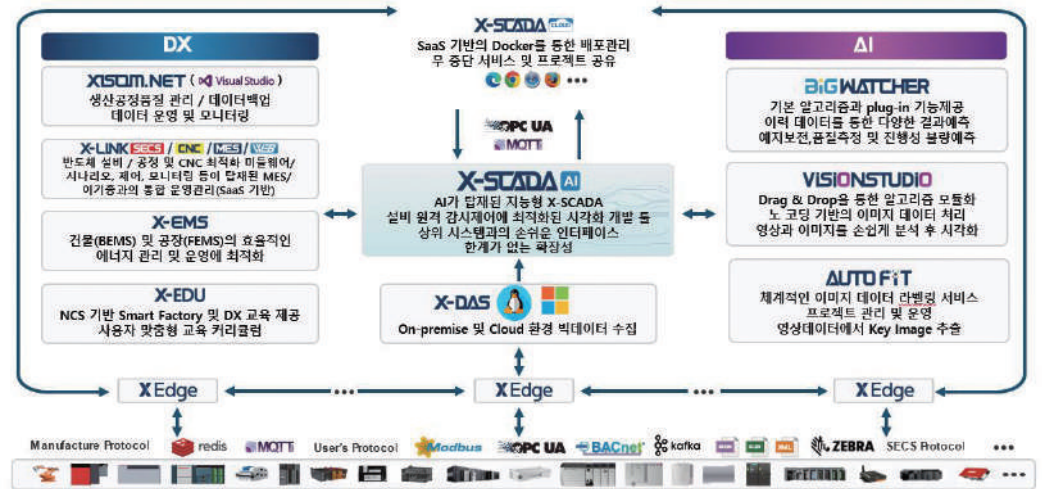 X-SCADA CLOUD
SaaS 기반의 Docker를 통한 배포관리
무 중단 서비스 및 프로젝트 공유
•••
OPC UA
MQTT
DX
XISOM.NET ( Visual Studio )
생산공정품질 관리 / 데이터백업
데이터 운영 및 모니터링
X-LINK SECS / CNC / MES / WEB
반도체 설비 / 공정 및 CNC 최적화 미들웨어/
시나리오, 제어, 모니터링 등이 탑재된 MES/
이기종과의 통합 운영관리(SaaS 기반)
X-EMS
건물(BEMS) 및 공장(FEMS)의 효율적인
에너지 관리 및 운영에 최적화
X-EDU
NCS 기반 Smart Factory 및 DX 교육 제공
사용자 맞춤형 교육 커리큘럼
X-SCADA AI
AI가 탑재된 지능형 X-SCADA
설비 원격 감시제어에 최적화된 시각화 개발 툴
상위 시스템과의 손쉬운 인터페이스
한계가 없는 확장성
X-DAS
On-premise 및 Cloud 환경 빅데이터 수집
AI
BIGWATCHER
기본 알고리즘과 plug-in 기능제공
이력 데이터를 통한 다양한 결과예측
예지보전,품질측정 및 진행성 불량예측
VISIONSTUDIO
Drag & Drop을 통한 알고리즘 모듈화
노 코딩 기반의 이미지 데이터 처리
영상과 이미지를 손쉽게 분석 후 시각화
AUTO FIT
체계적인 이미지 데이터 라벨링 서비스
프로젝트 관리 및 운영
영상데이터에서 Key Image 추출
X Edge ••• X Edge ••• X Edge
Manufacture Protocol redis MQTT User's Protocol Modbus OPC UA BACnet kafka ZEBRA SECS Protocol •••
•••